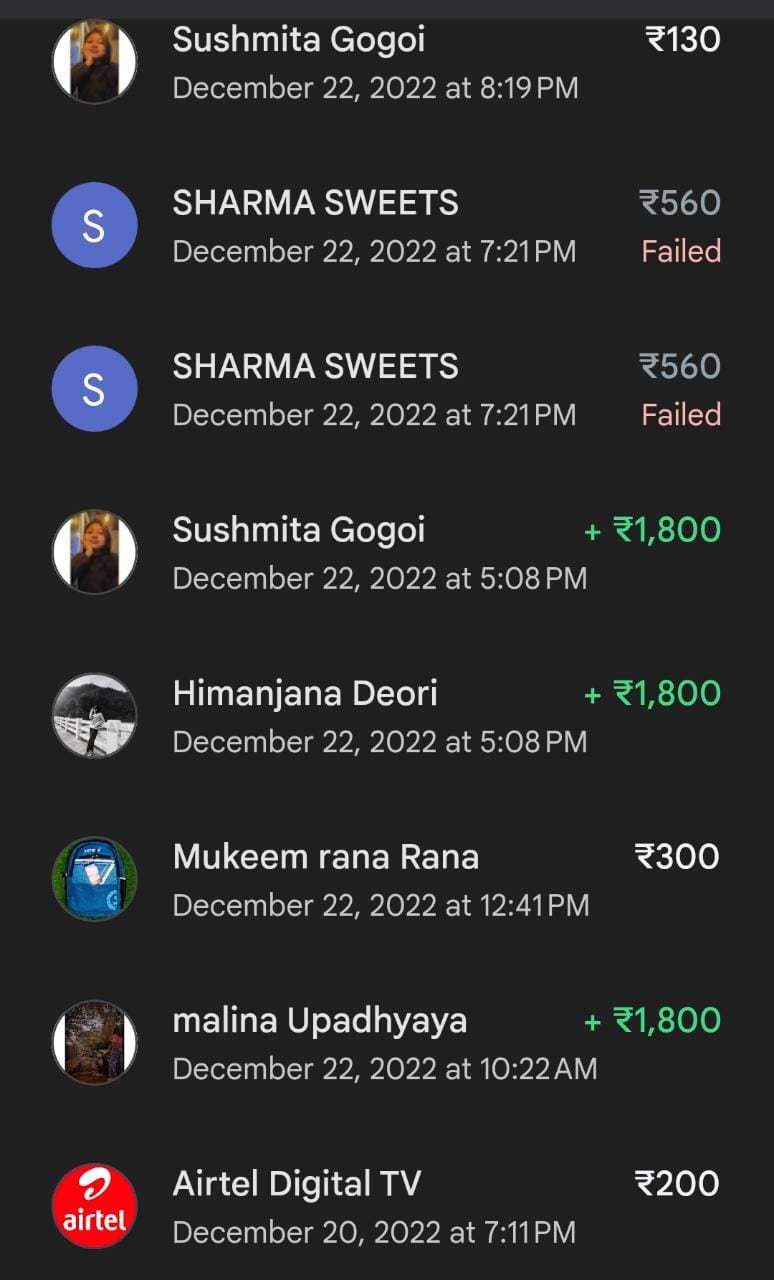 Sushmita Gogoi ₹130
December 22, 2022 at 8:19 PM
S SHARMA SWEETS ₹560
December 22, 2022 at 7:21 PM Failed
S SHARMA SWEETS ₹560
December 22, 2022 at 7:21 PM Failed
Sushmita Gogoi + ₹1,800
December 22, 2022 at 5:08 PM
Himanjana Deori + ₹1,800
December 22, 2022 at 5:08 PM
Mukeem rana Rana ₹300
December 22, 2022 at 12:41 PM
malina Upadhyaya + ₹1,800
December 22, 2022 at 10:22 AM
airtel Airtel Digital TV ₹200
December 20, 2022 at 7:11 PM